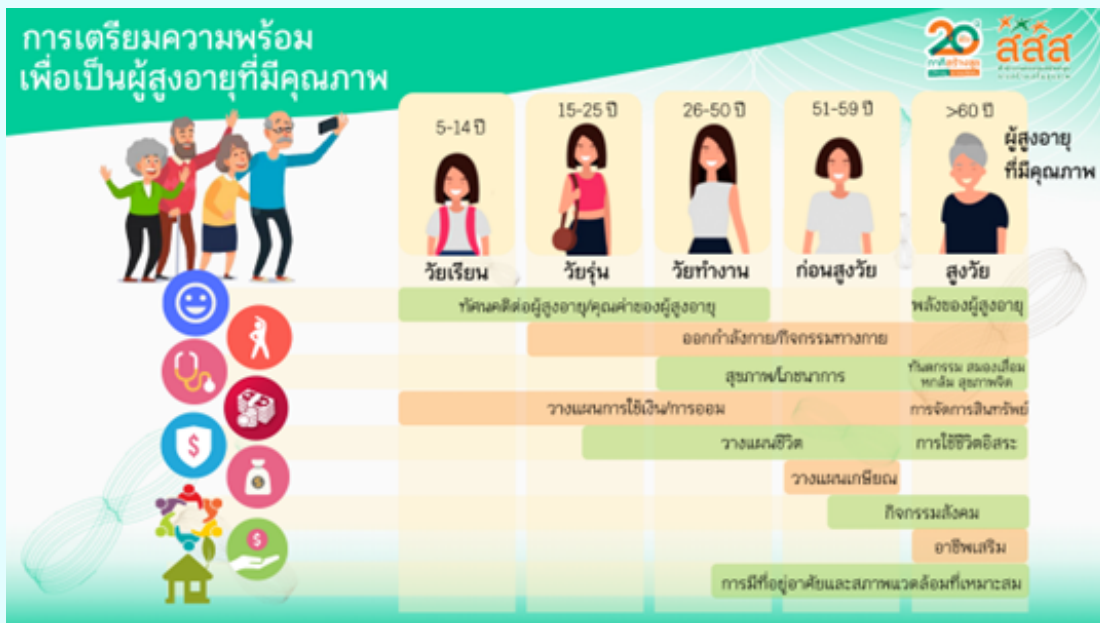 การเตรียมความพร้อม
เพื่อเป็นผู้สูงอายุที่มีคุณภาพ
20
สสส
5-14 ปี
15-25 ปี
26-50 ปี
51-59 ปี
>60 ปี
ผู้สูงอายุ
ที่มีคุณภาพ
วัยเรียน
วัยรุ่น
วัยทำงาน
ก่อนสูงวัย
สูงวัย
ทัศนคติต่อผู้สูงอายุ/คุณค่าของผู้สูงอายุ
พลังของผู้สูงอายุ
ออกกำลังกาย/กิจกรรมทางกาย
สุขภาพ/โภชนาการ
ทันตกรรม สมองเสื่อม
หกล้ม สุขภาพจิต
วางแผนการใช้เงิน/การออม
การจัดการสินทรัพย์
วางแผนชีวิต
การใช้ชีวิตอิสระ
วางแผนเกษียณ
กิจกรรมสังคม
อาชีพเสริม
การมีที่อยู่อาศัยและสภาพแวดล้อมที่เหมาะสม